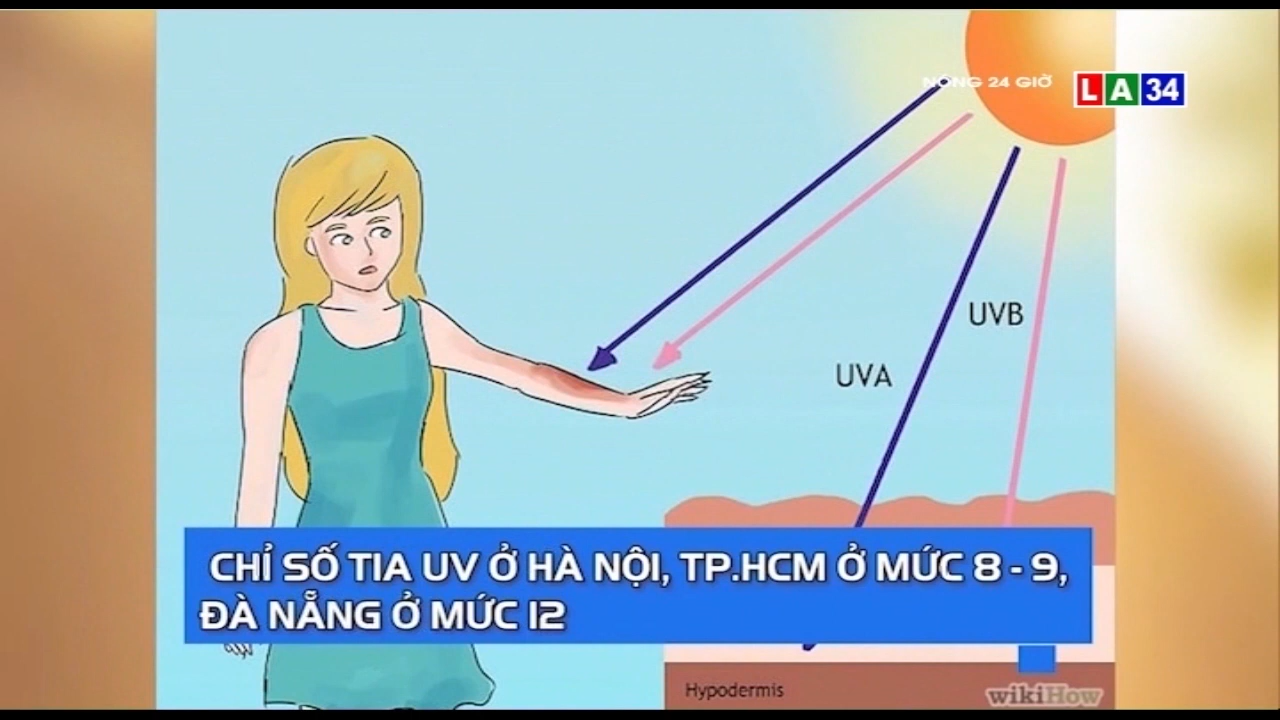 NÓNG 24 GIỜ
LA34
UVB
UVA
CHỈ SỐ TIA UV Ở HÀ NỘI, TP.HCM Ở MỨC 8 - 9,
ĐÀ NẴNG Ở MỨC 12
Hypodermis
wikiHow